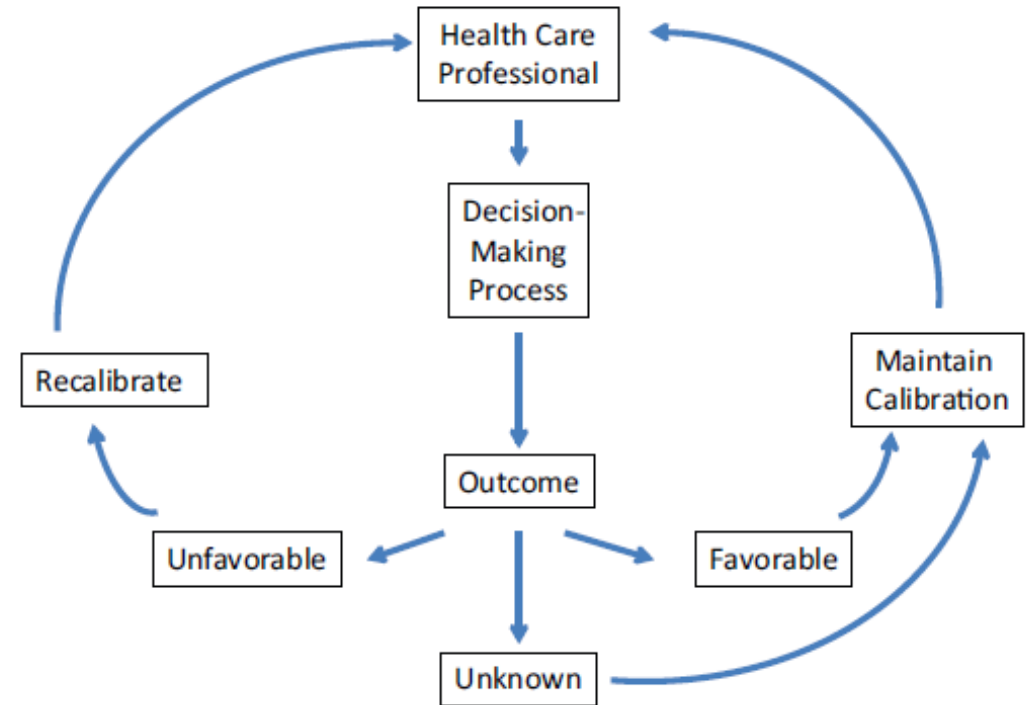 Health Care
Professional
Decision-
Making
Process
Recalibrate
Maintain
Calibration
Outcome
Unfavorable
Favorable
Unknown